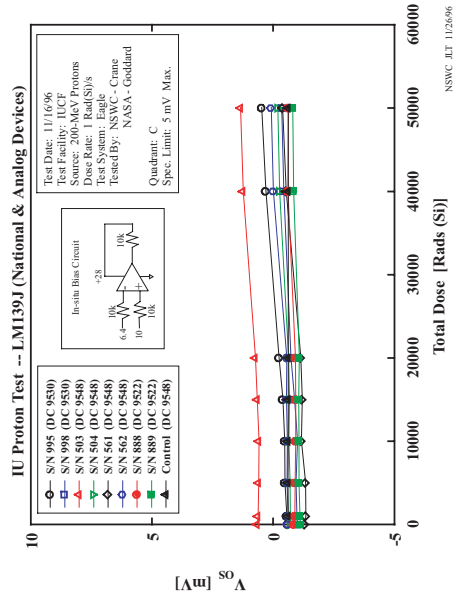 IU Proton Test -- LM139J (National & Analog Devices)
S/N 995 (DC 9530)
S/N 998 (DC 9530)
S/N 503 (DC 9548)
S/N 504 (DC 9548)
S/N 561 (DC 9548)
S/N 562 (DC 9548)
S/N 888 (DC 9522)
S/N 889 (DC 9522)
Control (DC 9548)
In-situ Bias Circuit
+28
10k
6.4
10k
10
10k
Test Date: 11/16/96
Test Facility: IUCF
Source: 200-MeV Protons
Dose Rate: 1 Rad(Si)/s
Test System: Eagle
Tested By: NSWC - Crane
NASA - Goddard
Quadrant: C
Spec. Limit: 5 mV Max.
VOS [mV]
10
5
0
-5
0
10000
20000
30000
40000
50000
60000
Total Dose [Rads (Si)]
NSWC JLT 11/26/96